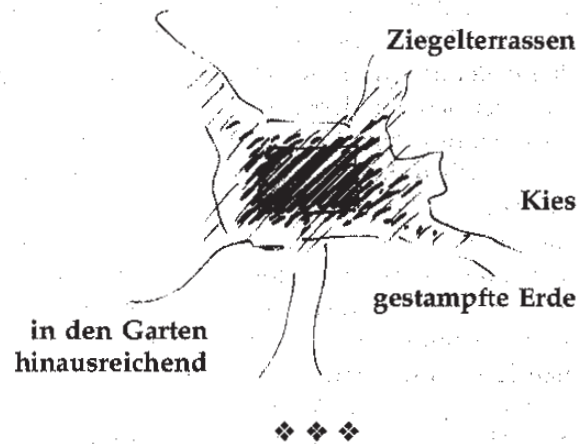 Ziegelterrassen
Kies
gestampfte Erde
in den Garten
hinausreichend